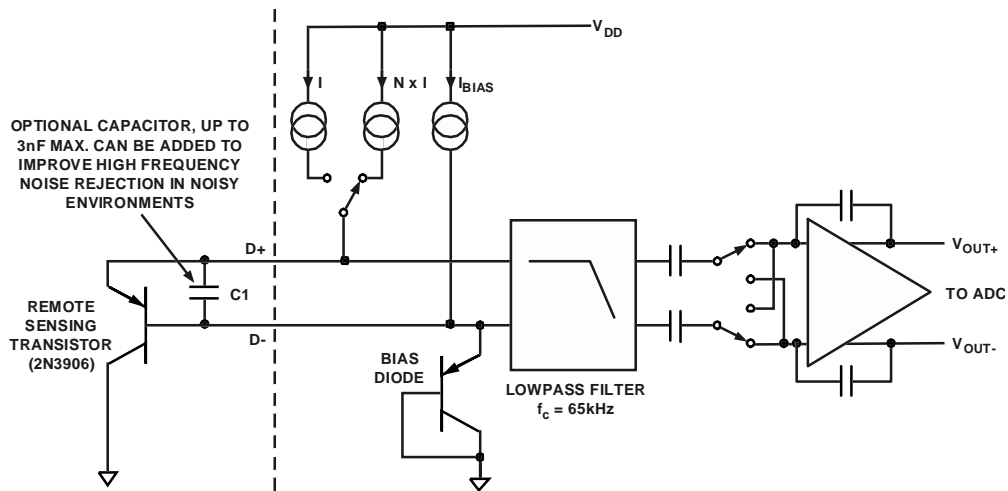 V_DD
I
N x I
I_BIAS
OPTIONAL CAPACITOR, UP TO
3nF MAX. CAN BE ADDED TO
IMPROVE HIGH FREQUENCY
NOISE REJECTION IN NOISY
ENVIRONMENTS
D+
C1
D-
REMOTE
SENSING
TRANSISTOR
(2N3906)
BIAS
DIODE
LOWPASS FILTER
f_c = 65kHz
V_OUT+
TO ADC
V_OUT-